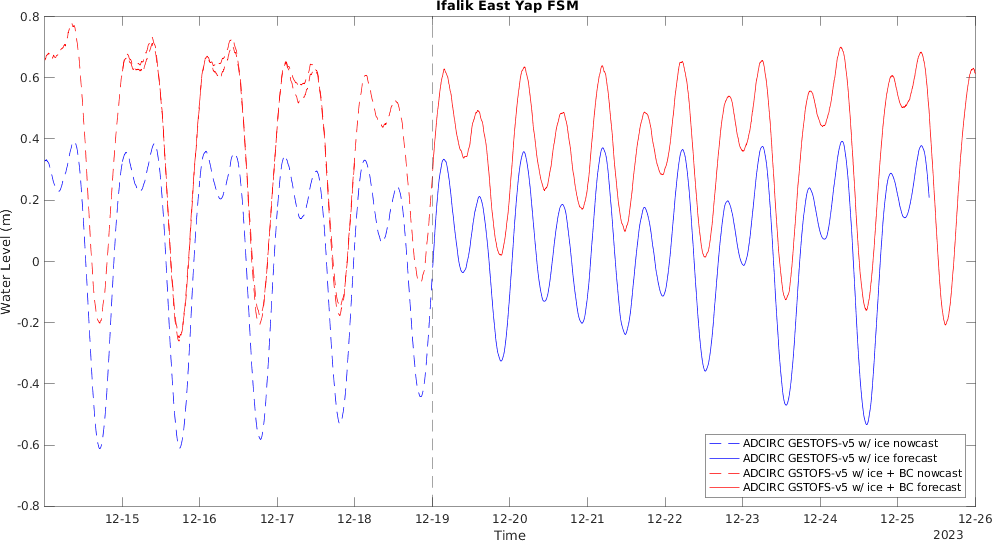 Ifalik East Yap FSM
0.8
0.6
0.4
0.2
0
-0.2
-0.4
-0.6
-0.8
Water Level (m)
ADCIRC GESTOFS-v5 w/ ice nowcast
ADCIRC GESTOFS-v5 w/ ice forecast
ADCIRC GSTOFS-v5 w/ ice + BC nowcast
ADCIRC GSTOFS-v5 w/ ice + BC forecast
12-15 12-16 12-17 12-18 12-19 12-20 12-21 12-22 12-23 12-24 12-25 12-26
Time
2023